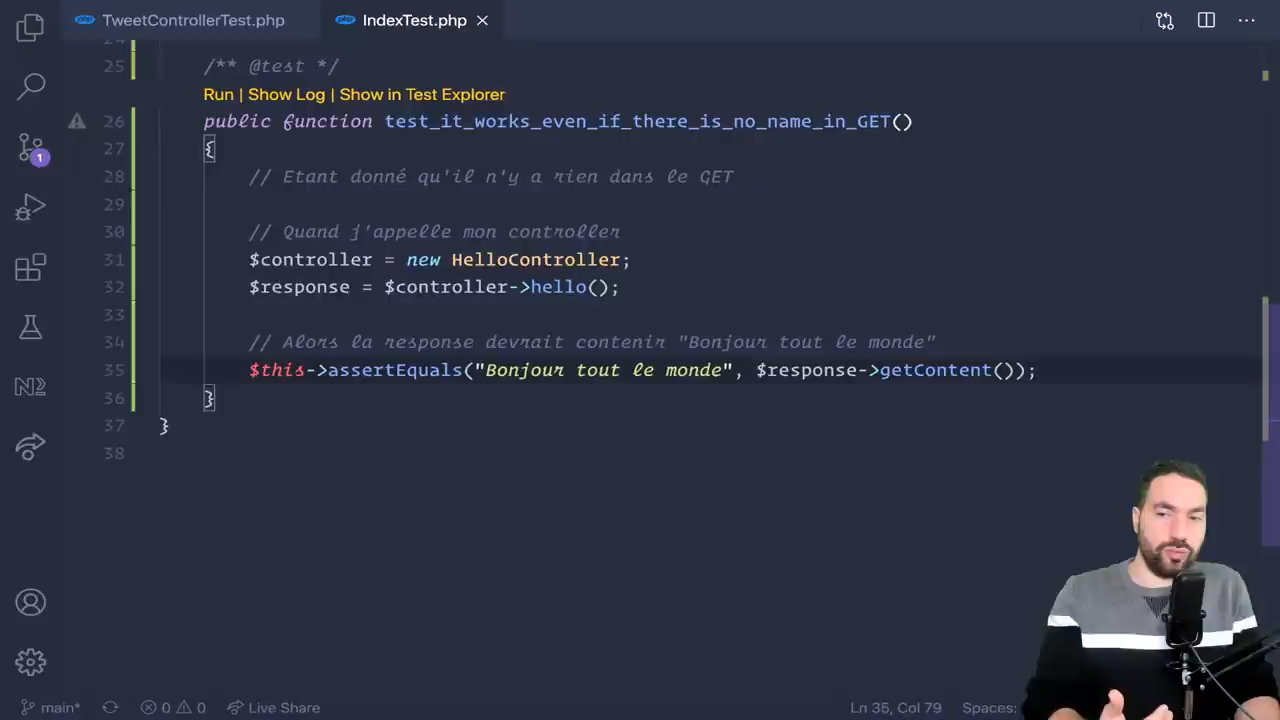 php TweetControllerTest.php
php IndexTest.php
25 /** @test */
Run | Show Log | Show in Test Explorer
26 public function test_it_works_even_if_there_is_no_name_in_GET()
27 {
28 // Etant donné qu'il n'y a rien dans le GET
29
30 // Quand j'appelle mon controller
31 $controller = new HelloController;
32 $response = $controller->hello();
33
34 // Alors la response devrait contenir "Bonjour tout le monde"
35 $this->assertEquals("Bonjour tout le monde", $response->getContent());
36 }
37 }
38
1
main* 0 0 Live Share Ln 35, Col 79 Spaces: